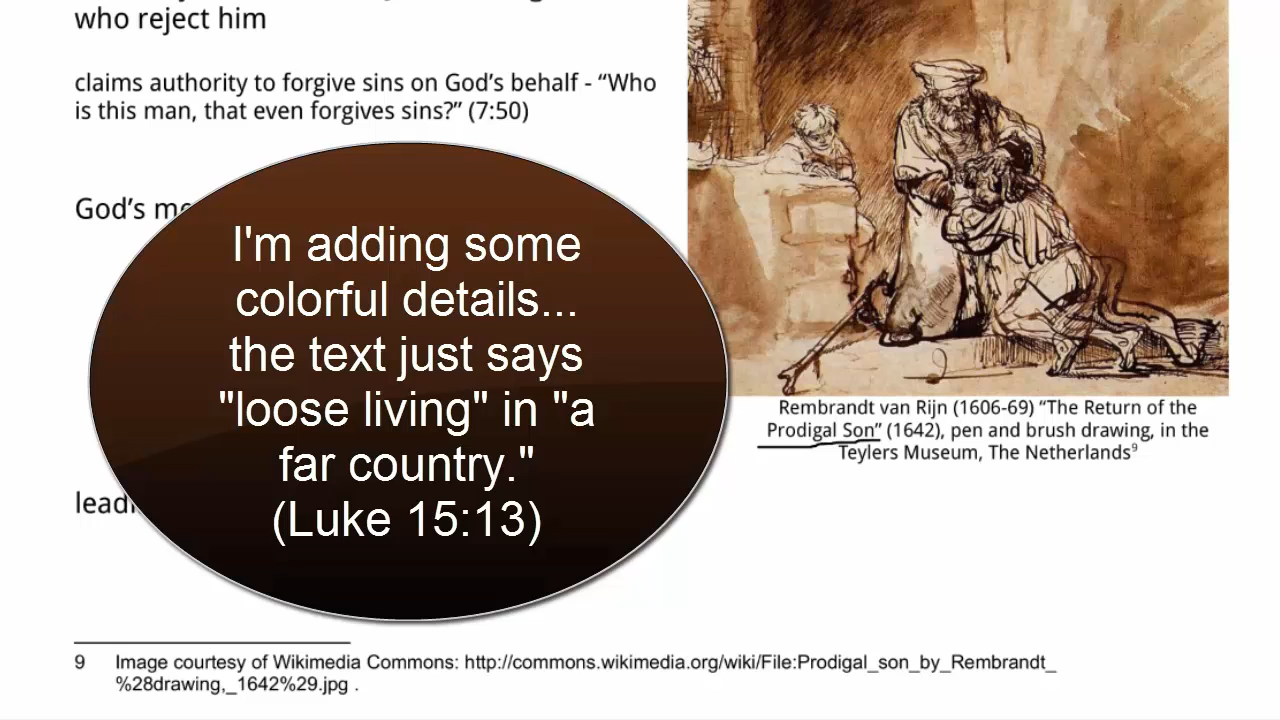 who reject him
claims authority to forgive sins on God’s behalf - “Who
is this man, that even forgives sins?” (7:50)
God’s
I'm adding some
colorful details...
the text just says
"loose living" in "a
far country."
(Luke 15:13)
Rembrandt van Rijn (1606-69) “The Return of the
Prodigal Son” (1642), pen and brush drawing, in the
Teylers Museum, The Netherlands9
9 Image courtesy of Wikimedia Commons: http://commons.wikimedia.org/wiki/File:Prodigal_son_by_Rembrandt_
%28drawing,_1642%29.jpg .